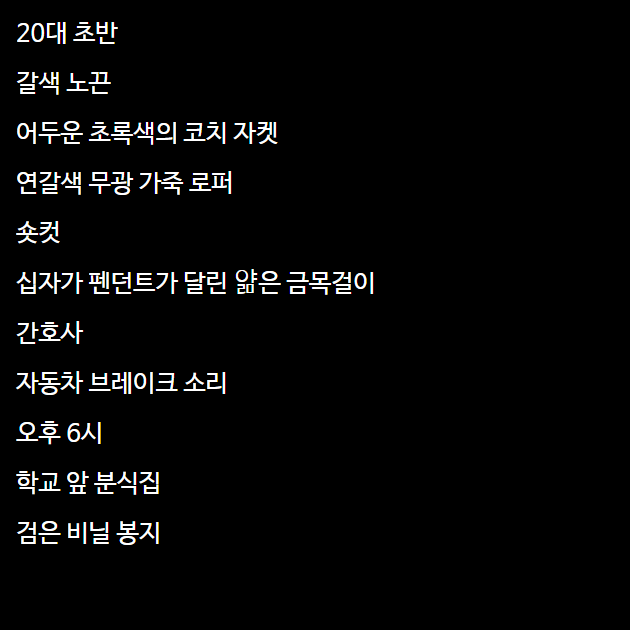 20대 초반
갈색 노끈
어두운 초록색의 코치 자켓
연갈색 무광 가죽 로퍼
숏컷
십자가 펜던트가 달린 얇은 금목걸이
간호사
자동차 브레이크 소리
오후 6시
학교 앞 분식집
검은 비닐 봉지